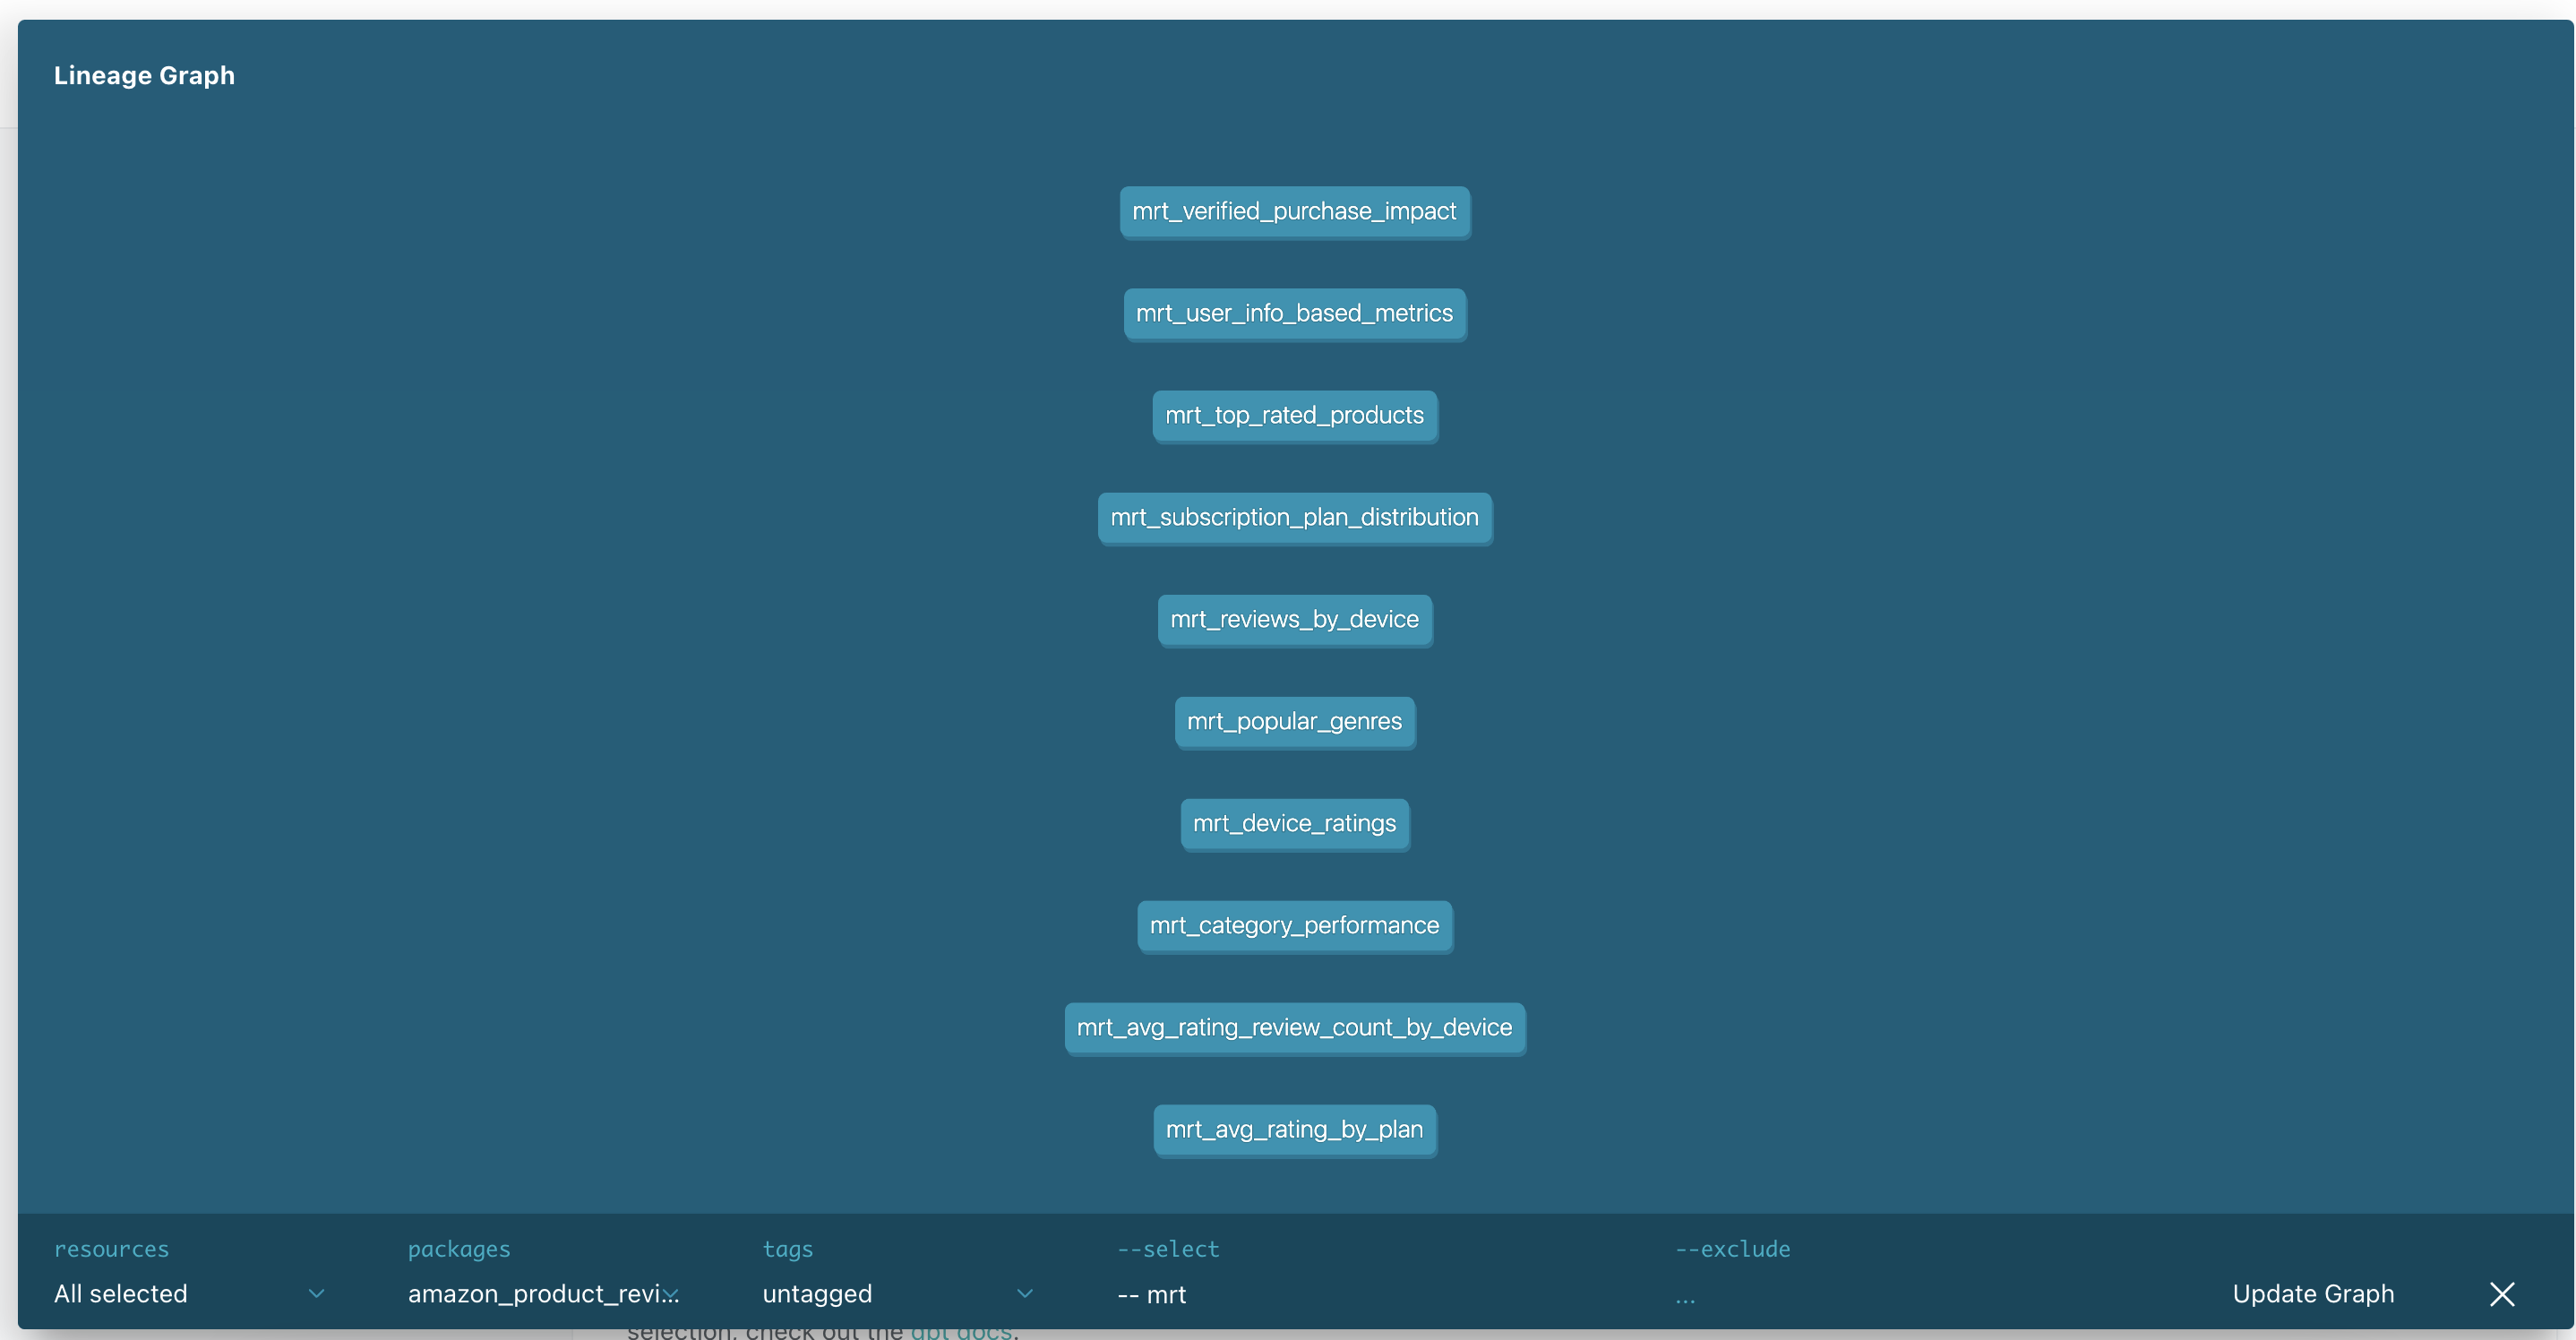 Lineage Graph
mrt_verified_purchase_impact
mrt_user_info_based_metrics
mrt_top_rated_products
mrt_subscription_plan_distribution
mrt_reviews_by_device
mrt_popular_genres
mrt_device_ratings
mrt_category_performance
mrt_avg_rating_review_count_by_device
mrt_avg_rating_by_plan
resources packages tags --select --exclude
All selected amazon_product_revi... untagged -- mrt ... Update Graph
selection, check out the dbt docs.